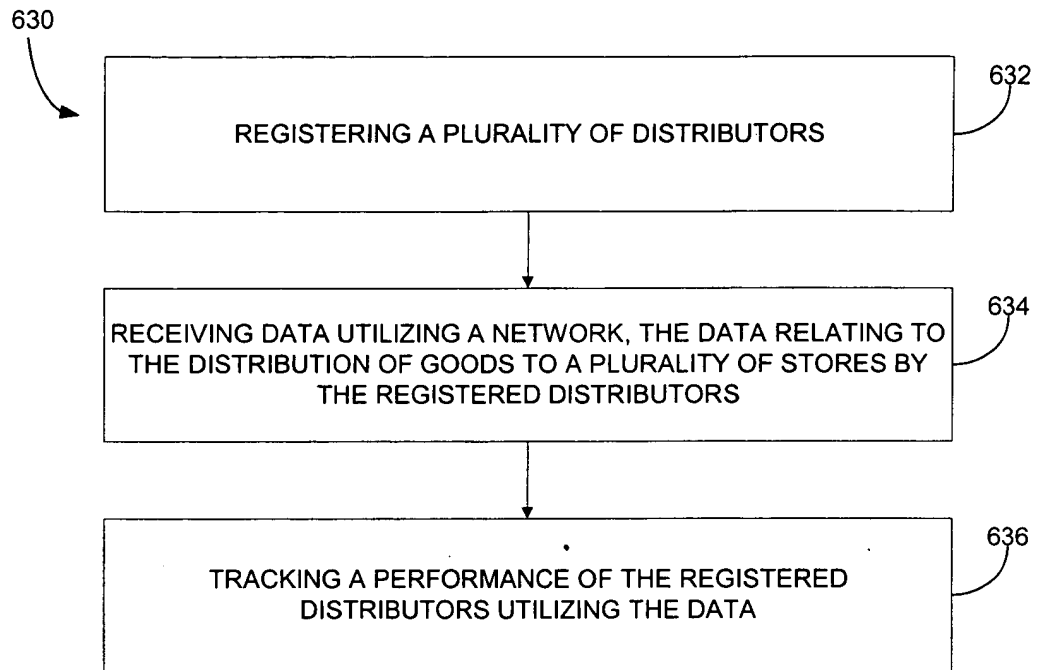 630
632
REGISTERING A PLURALITY OF DISTRIBUTORS
634
RECEIVING DATA UTILIZING A NETWORK, THE DATA RELATING TO
THE DISTRIBUTION OF GOODS TO A PLURALITY OF STORES BY
THE REGISTERED DISTRIBUTORS
636
TRACKING A PERFORMANCE OF THE REGISTERED
DISTRIBUTORS UTILIZING THE DATA